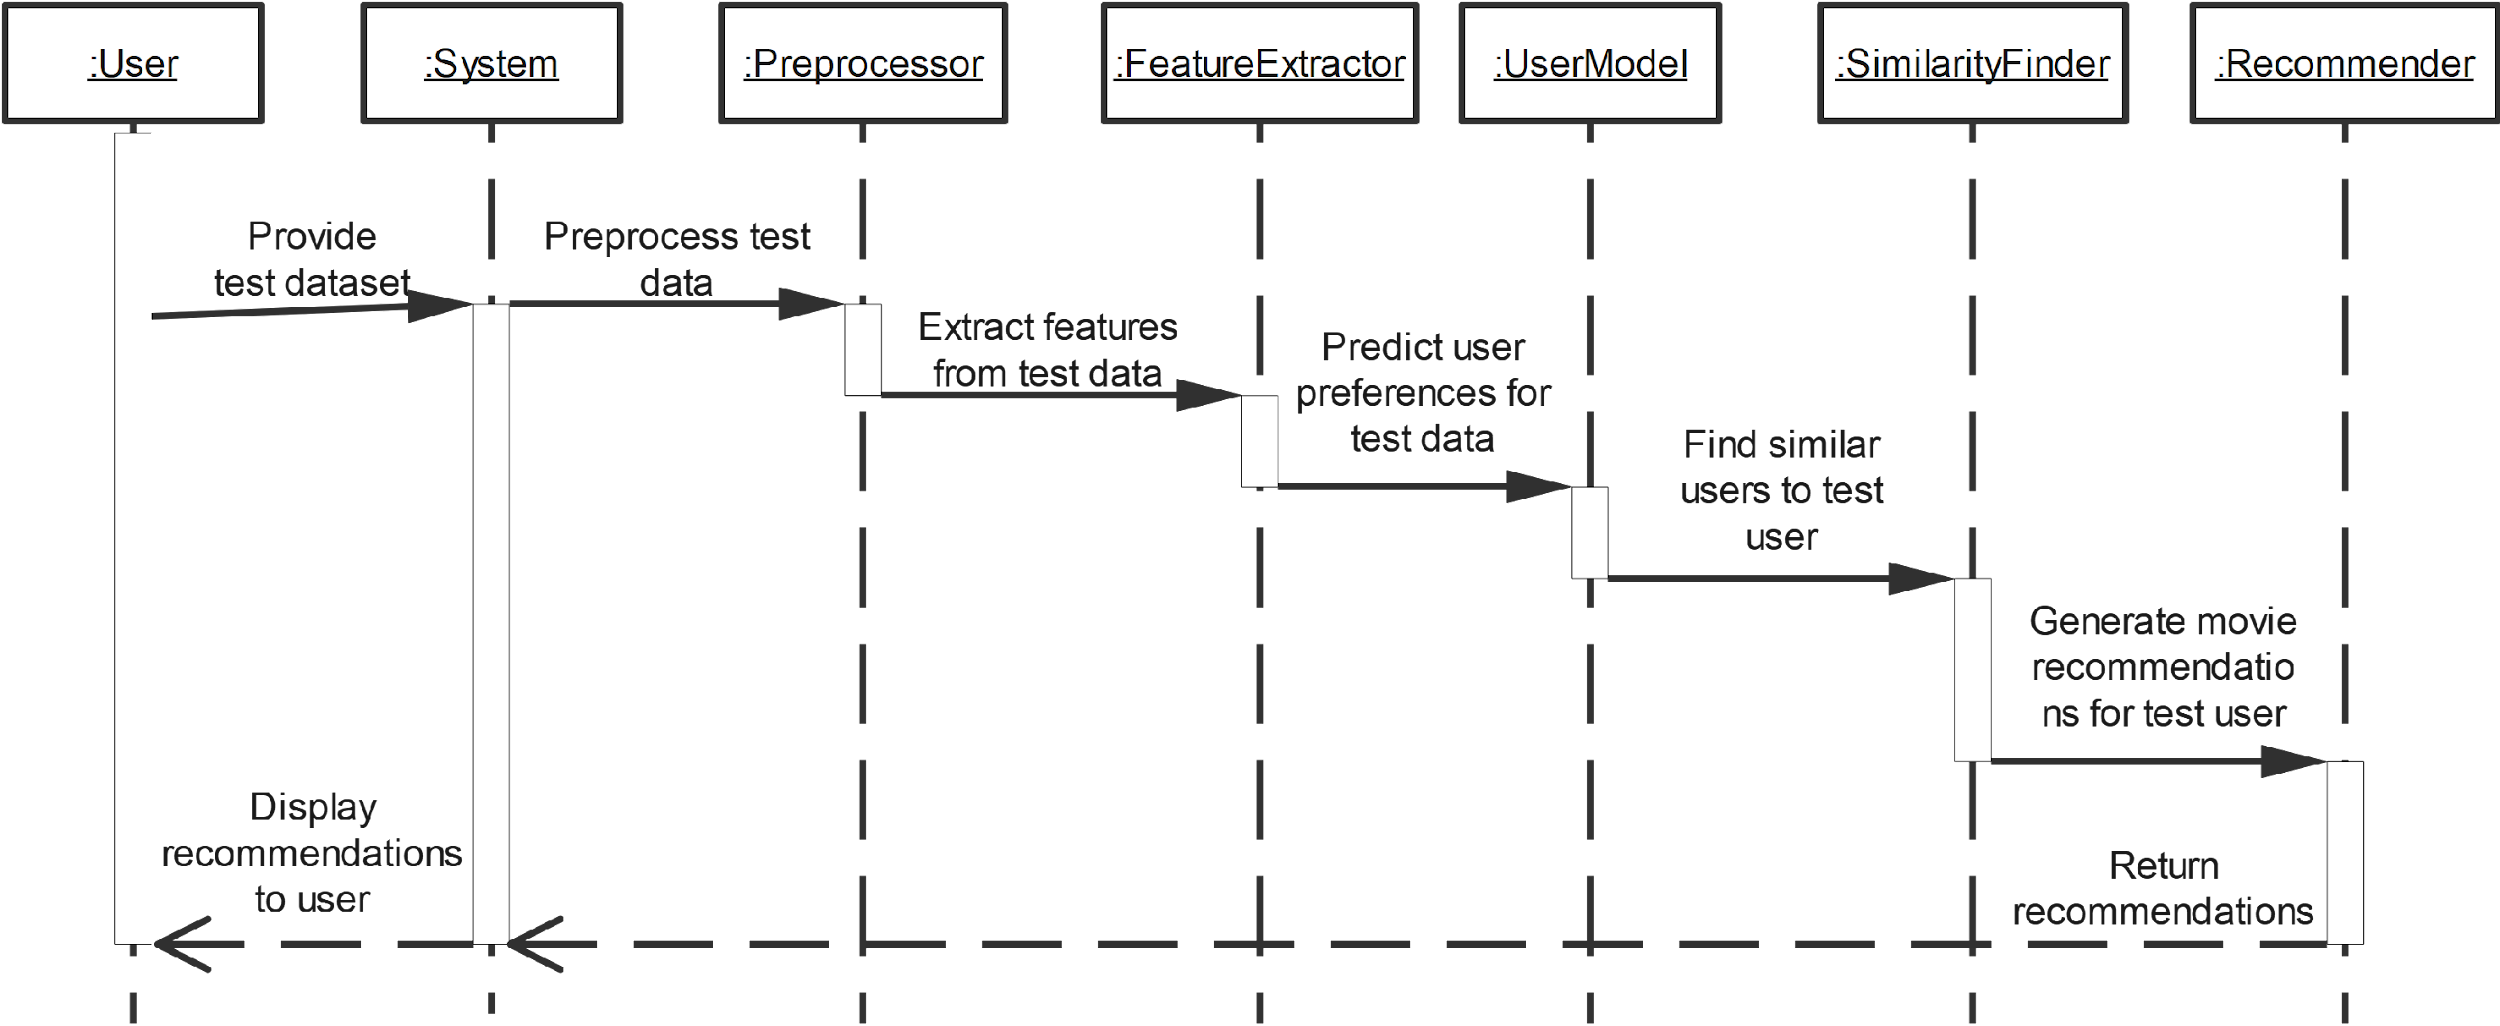 :User
:System
:Preprocessor
:FeatureExtractor
:UserModel
:SimilarityFinder
:Recommender
Provide
test dataset
Preprocess test
data
Extract features
from test data
Predict user
preferences for
test data
Find similar
users to test
user
Generate movie
recommendatio
ns for test user
Return
recommendations
Display
recommendations
to user